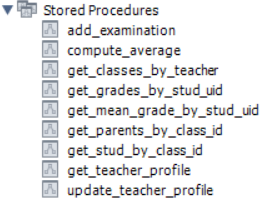 Stored Procedures
add_examination
compute_average
get_classes_by_teacher
get_grades_by_stud_uid
get_mean_grade_by_stud_uid
get_parents_by_class_id
get_stud_by_class_id
get_teacher_profile
update_teacher_profile